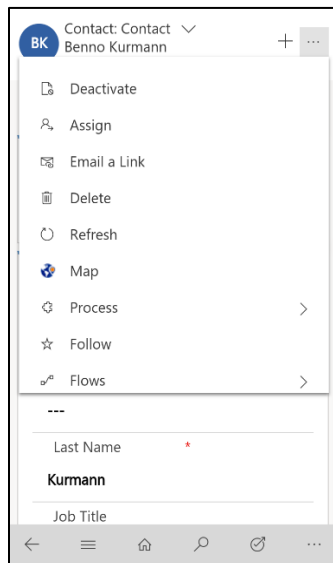 Contact: Contact
BK
Benno Kurmann
Deactivate
Assign
Email a Link
Delete
Refresh
Map
Process
Follow
Flows
---
Last Name *
Kurmann
Job Title